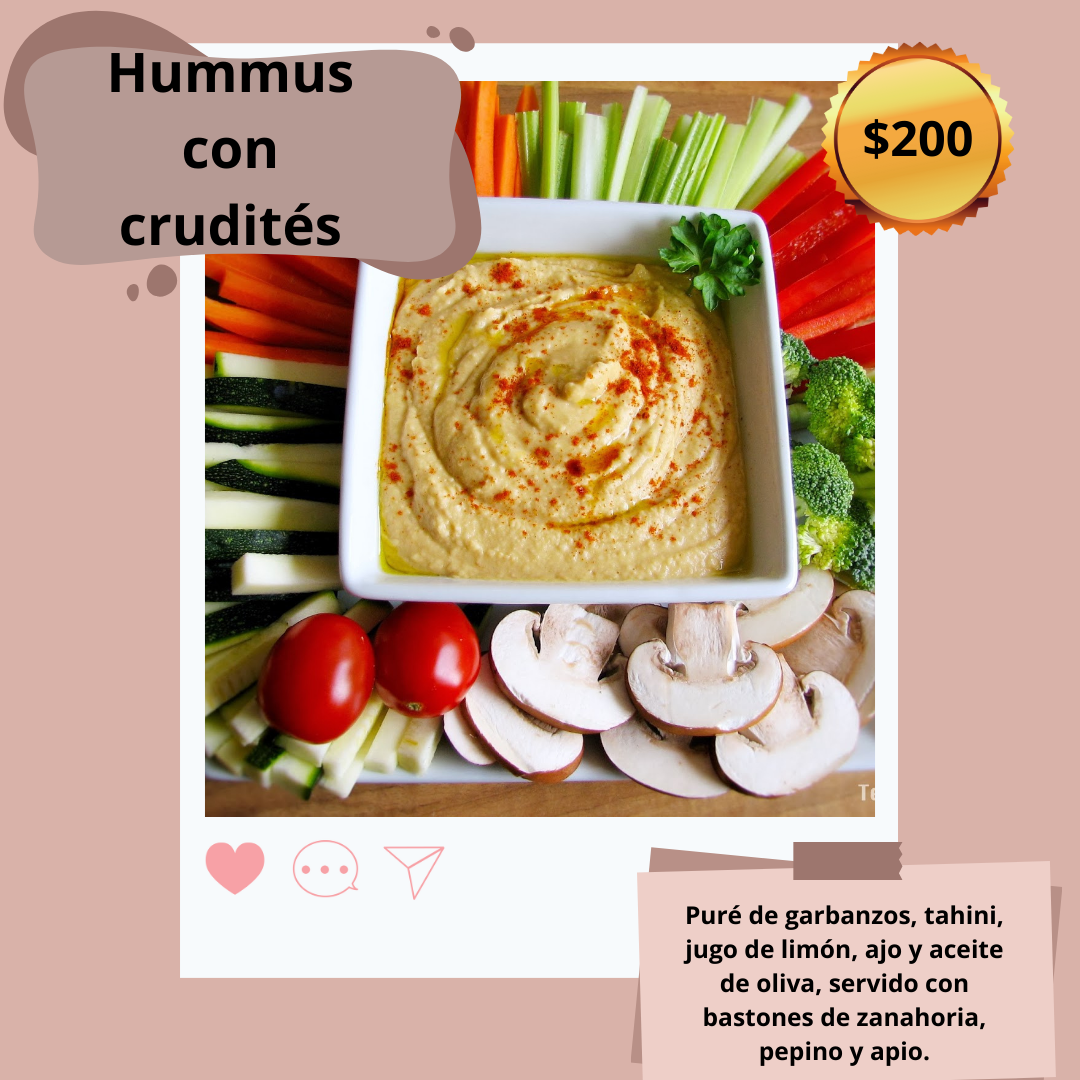 Hummus
con
crudités
$200
Te
Puré de garbanzos, tahini,
jugo de limón, ajo y aceite
de oliva, servido con
bastones de zanahoria,
pepino y apio.